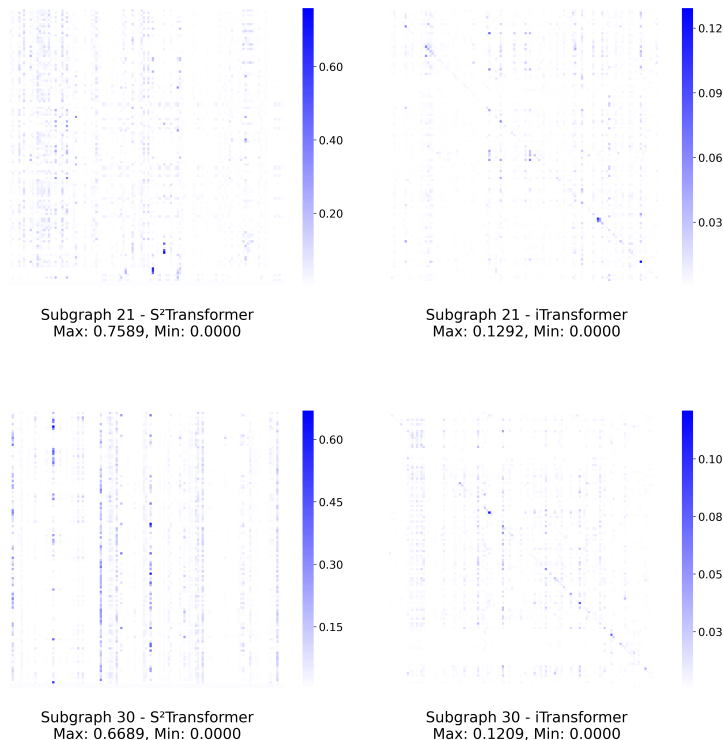 0.60
0.40
0.20
0.12
0.09
0.06
0.03
Subgraph 21 - S²Transformer
Max: 0.7589, Min: 0.0000
Subgraph 21 - iTransformer
Max: 0.1292, Min: 0.0000
0.60
0.45
0.30
0.15
0.10
0.08
0.05
0.03
Subgraph 30 - S²Transformer
Max: 0.6689, Min: 0.0000
Subgraph 30 - iTransformer
Max: 0.1209, Min: 0.0000